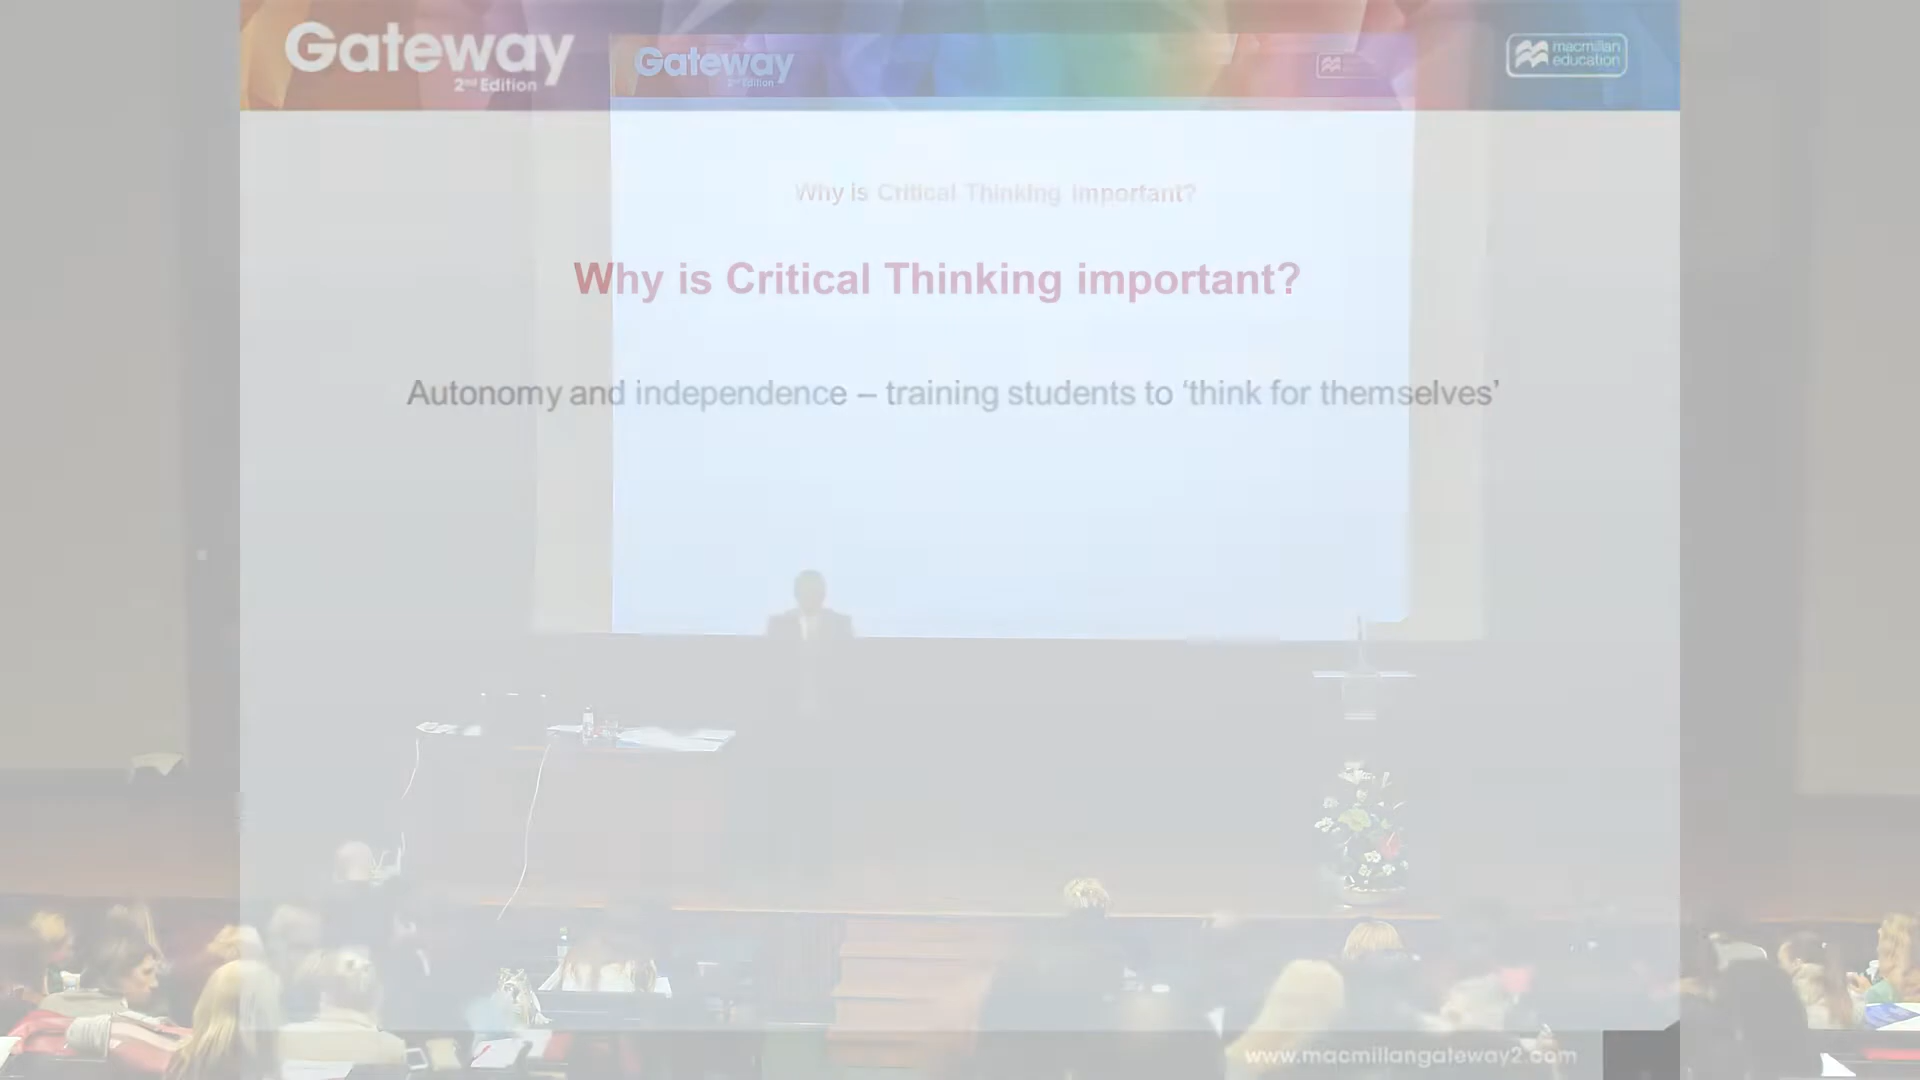 Gateway
2nd Edition
macmillan
education
Gateway
2nd Edition
Why is Critical Thinking important?
Why is Critical Thinking important?
Autonomy and independence – training students to ‘think for themselves’
www.macmillangateway2.com